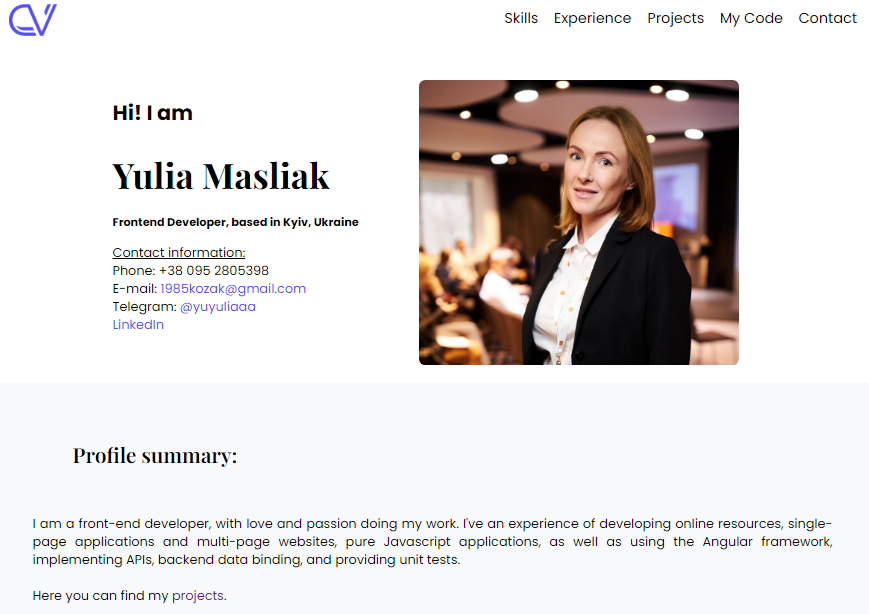 CV
Skills Experience Projects My Code Contact
Hi! I am
Yulia Masliak
Frontend Developer, based in Kyiv, Ukraine
Contact information:
Phone: +38 095 2805398
E-mail: 1985kozak@gmail.com
Telegram: @yuyuliaaa
LinkedIn
Profile summary:
I am a front-end developer, with love and passion doing my work. I've an experience of developing online resources, single-
page applications and multi-page websites, pure Javascript applications, as well as using the Angular framework,
implementing APIs, backend data binding, and providing unit tests.
Here you can find my projects.